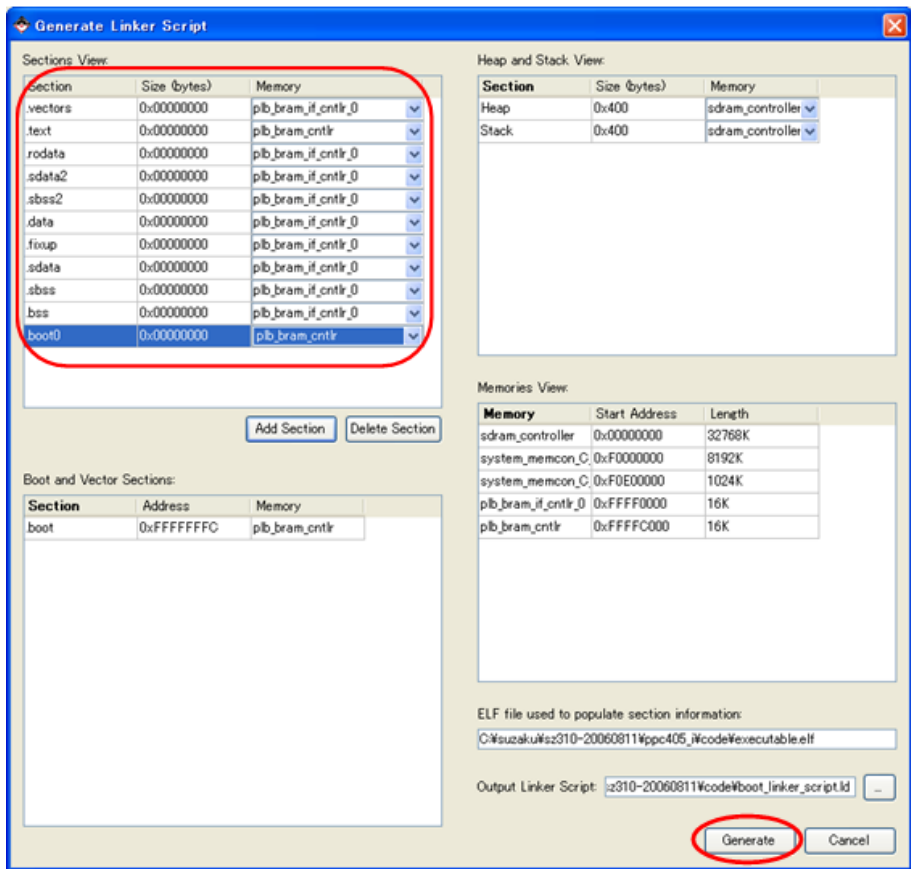 Generate Linker Script
Sections View:
Section Size (bytes) Memory
.vectors 0x00000000 plb_bram_if_cntlr_0
.text 0x00000000 plb_bram_cntlr
.rodata 0x00000000 plb_bram_if_cntlr_0
.sdata2 0x00000000 plb_bram_if_cntlr_0
.sbss2 0x00000000 plb_bram_if_cntlr_0
.data 0x00000000 plb_bram_if_cntlr_0
.fixup 0x00000000 plb_bram_if_cntlr_0
.sdata 0x00000000 plb_bram_if_cntlr_0
.sbss 0x00000000 plb_bram_if_cntlr_0
.bss 0x00000000 plb_bram_if_cntlr_0
.boot0 0x00000000 plb_bram_cntlr
Add Section Delete Section
Boot and Vector Sections:
Section Address Memory
.boot 0xFFFFFFFC plb_bram_cntlr
Heap and Stack View:
Section Size (bytes) Memory
Heap 0x400 sdram_controller
Stack 0x400 sdram_controller
Memories View:
Memory Start Address Length
sdram_controller 0x00000000 32768K
system_memcon_C_ 0xF0000000 8192K
system_memcon_C_ 0xF0E00000 1024K
plb_bram_if_cntlr_0 0xFFFF0000 16K
plb_bram_cntlr 0xFFFFC000 16K
ELF file used to populate section information:
C:¥suzaku¥sz310-20060811¥ppc405_i¥code¥executable.elf
Output Linker Script: sz310-20060811¥code¥boot_linker_script.ld ...
Generate Cancel